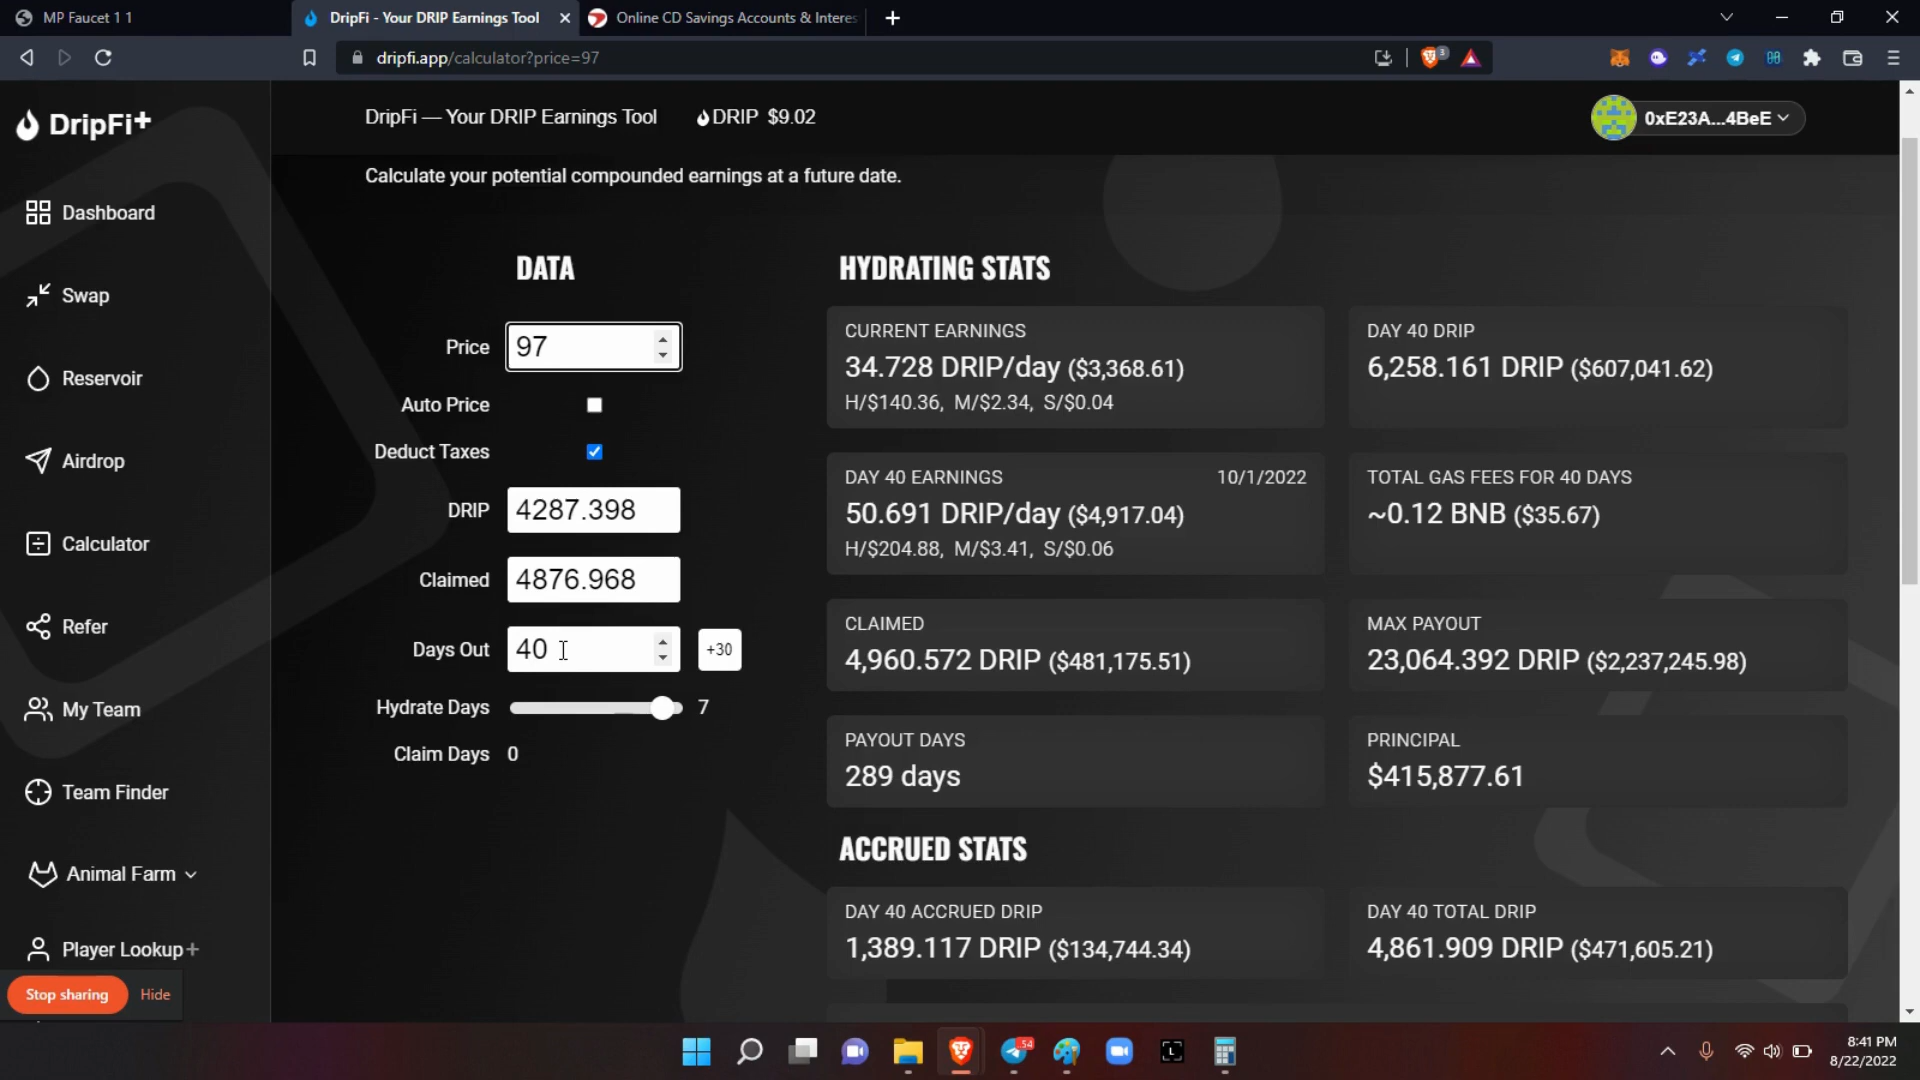 MP Faucet 1 1
DripFi - Your DRIP Earnings Tool
Online CD Savings Accounts & Interes
dripfi.app/calculator?price=97
3
DripFi+
DripFi — Your DRIP Earnings Tool
DRIP $9.02
0xE23A...4BeE
Calculate your potential compounded earnings at a future date.
Dashboard
Swap
Reservoir
Airdrop
Calculator
Refer
My Team
Team Finder
Animal Farm
Player Lookup+
Stop sharing
Hide
DATA
Price
97
Auto Price
Deduct Taxes
DRIP
4287.398
Claimed
4876.968
Days Out
40
+30
Hydrate Days
7
Claim Days 0
HYDRATING STATS
CURRENT EARNINGS
34.728 DRIP/day ($3,368.61)
H/$140.36, M/$2.34, S/$0.04
DAY 40 DRIP
6,258.161 DRIP ($607,041.62)
DAY 40 EARNINGS
10/1/2022
50.691 DRIP/day ($4,917.04)
H/$204.88, M/$3.41, S/$0.06
TOTAL GAS FEES FOR 40 DAYS
~0.12 BNB ($35.67)
CLAIMED
4,960.572 DRIP ($481,175.51)
MAX PAYOUT
23,064.392 DRIP ($2,237,245.98)
PAYOUT DAYS
289 days
PRINCIPAL
$415,877.61
ACCRUED STATS
DAY 40 ACCRUED DRIP
1,389.117 DRIP ($134,744.34)
DAY 40 TOTAL DRIP
4,861.909 DRIP ($471,605.21)
54
L
8:41 PM
8/22/2022